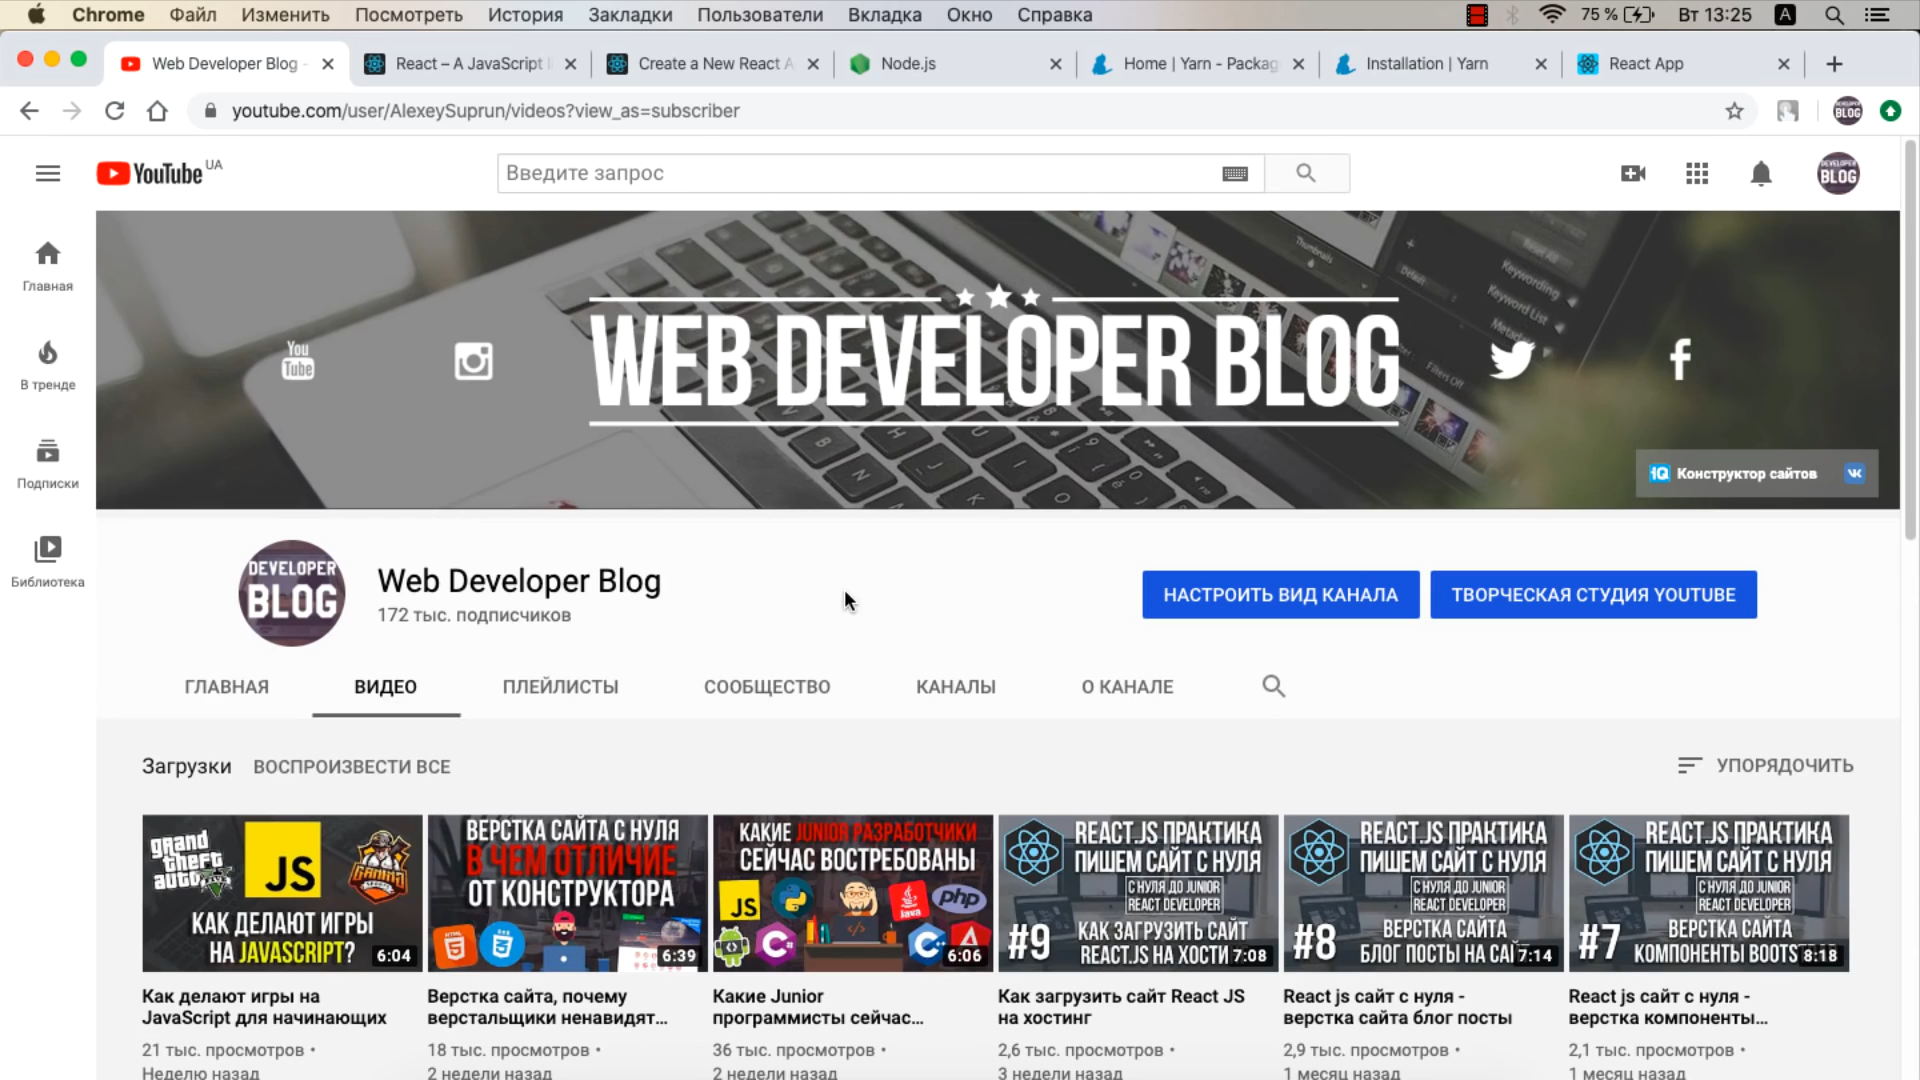 Chrome Файл Изменить Посмотреть История Закладки Пользователи Вкладка Окно Справка 75 % Вт 13:25 A
Web Developer Blog - React – A JavaScript Create a New React A Node.js Home | Yarn - Packag Installation | Yarn React App
youtube.com/user/AlexeySuprun/videos?view_as=subscriber
YouTube UA
Введите запрос
DEVELOPER
BLOG
Главная
В тренде
Подписки
Библиотека
You
Tube
WEB DEVELOPER BLOG
Конструктор сайтов
DEVELOPER
BLOG
Web Developer Blog
172 тыс. подписчиков
НАСТРОИТЬ ВИД КАНАЛА
ТВОРЧЕСКАЯ СТУДИЯ YOUTUBE
ГЛАВНАЯ ВИДЕО ПЛЕЙЛИСТЫ СООБЩЕСТВО КАНАЛЫ О КАНАЛЕ
Загрузки ВОСПРОИЗВЕСТИ ВСЕ
УПОРЯДОЧИТЬ
grand
theft
auto
JS
КАК ДЕЛАЮТ ИГРЫ
НА JAVASCRIPT?
6:04
Как делают игры на
JavaScript для начинающих
21 тыс. просмотров •
Неделю назад
ВЕРСТКА САЙТА С НУЛЯ
В ЧЕМ ОТЛИЧИЕ
ОТ КОНСТРУКТОРА
6:39
Верстка сайта, почему
верстальщики ненавидят...
18 тыс. просмотров •
2 недели назад
КАКИЕ JUNIOR РАЗРАБОТЧИКИ
СЕЙЧАС ВОСТРЕБОВАНЫ
JS
Java
php
6:06
Какие Junior
программисты сейчас...
36 тыс. просмотров •
2 недели назад
REACT.JS ПРАКТИКА
ПИШЕМ САЙТ С НУЛЯ
С НУЛЯ ДО JUNIOR
REACT DEVELOPER
#9
КАК ЗАГРУЗИТЬ САЙТ
REACT.JS НА ХОСТИ
7:08
Как загрузить сайт React JS
на хостинг
2,6 тыс. просмотров •
3 недели назад
REACT.JS ПРАКТИКА
ПИШЕМ САЙТ С НУЛЯ
С НУЛЯ ДО JUNIOR
REACT DEVELOPER
#8
ВЕРСТКА САЙТА
БЛОГ ПОСТЫ НА САЙТ
7:14
React js сайт с нуля -
верстка сайта блог посты
2,9 тыс. просмотров •
1 месяц назад
REACT.JS ПРАКТИКА
ПИШЕМ САЙТ С НУЛЯ
С НУЛЯ ДО JUNIOR
REACT DEVELOPER
#7
ВЕРСТКА САЙТА
КОМПОНЕНТЫ BOOTS
8:18
React js сайт с нуля -
верстка компоненты...
2,1 тыс. просмотров •
1 месяц назад